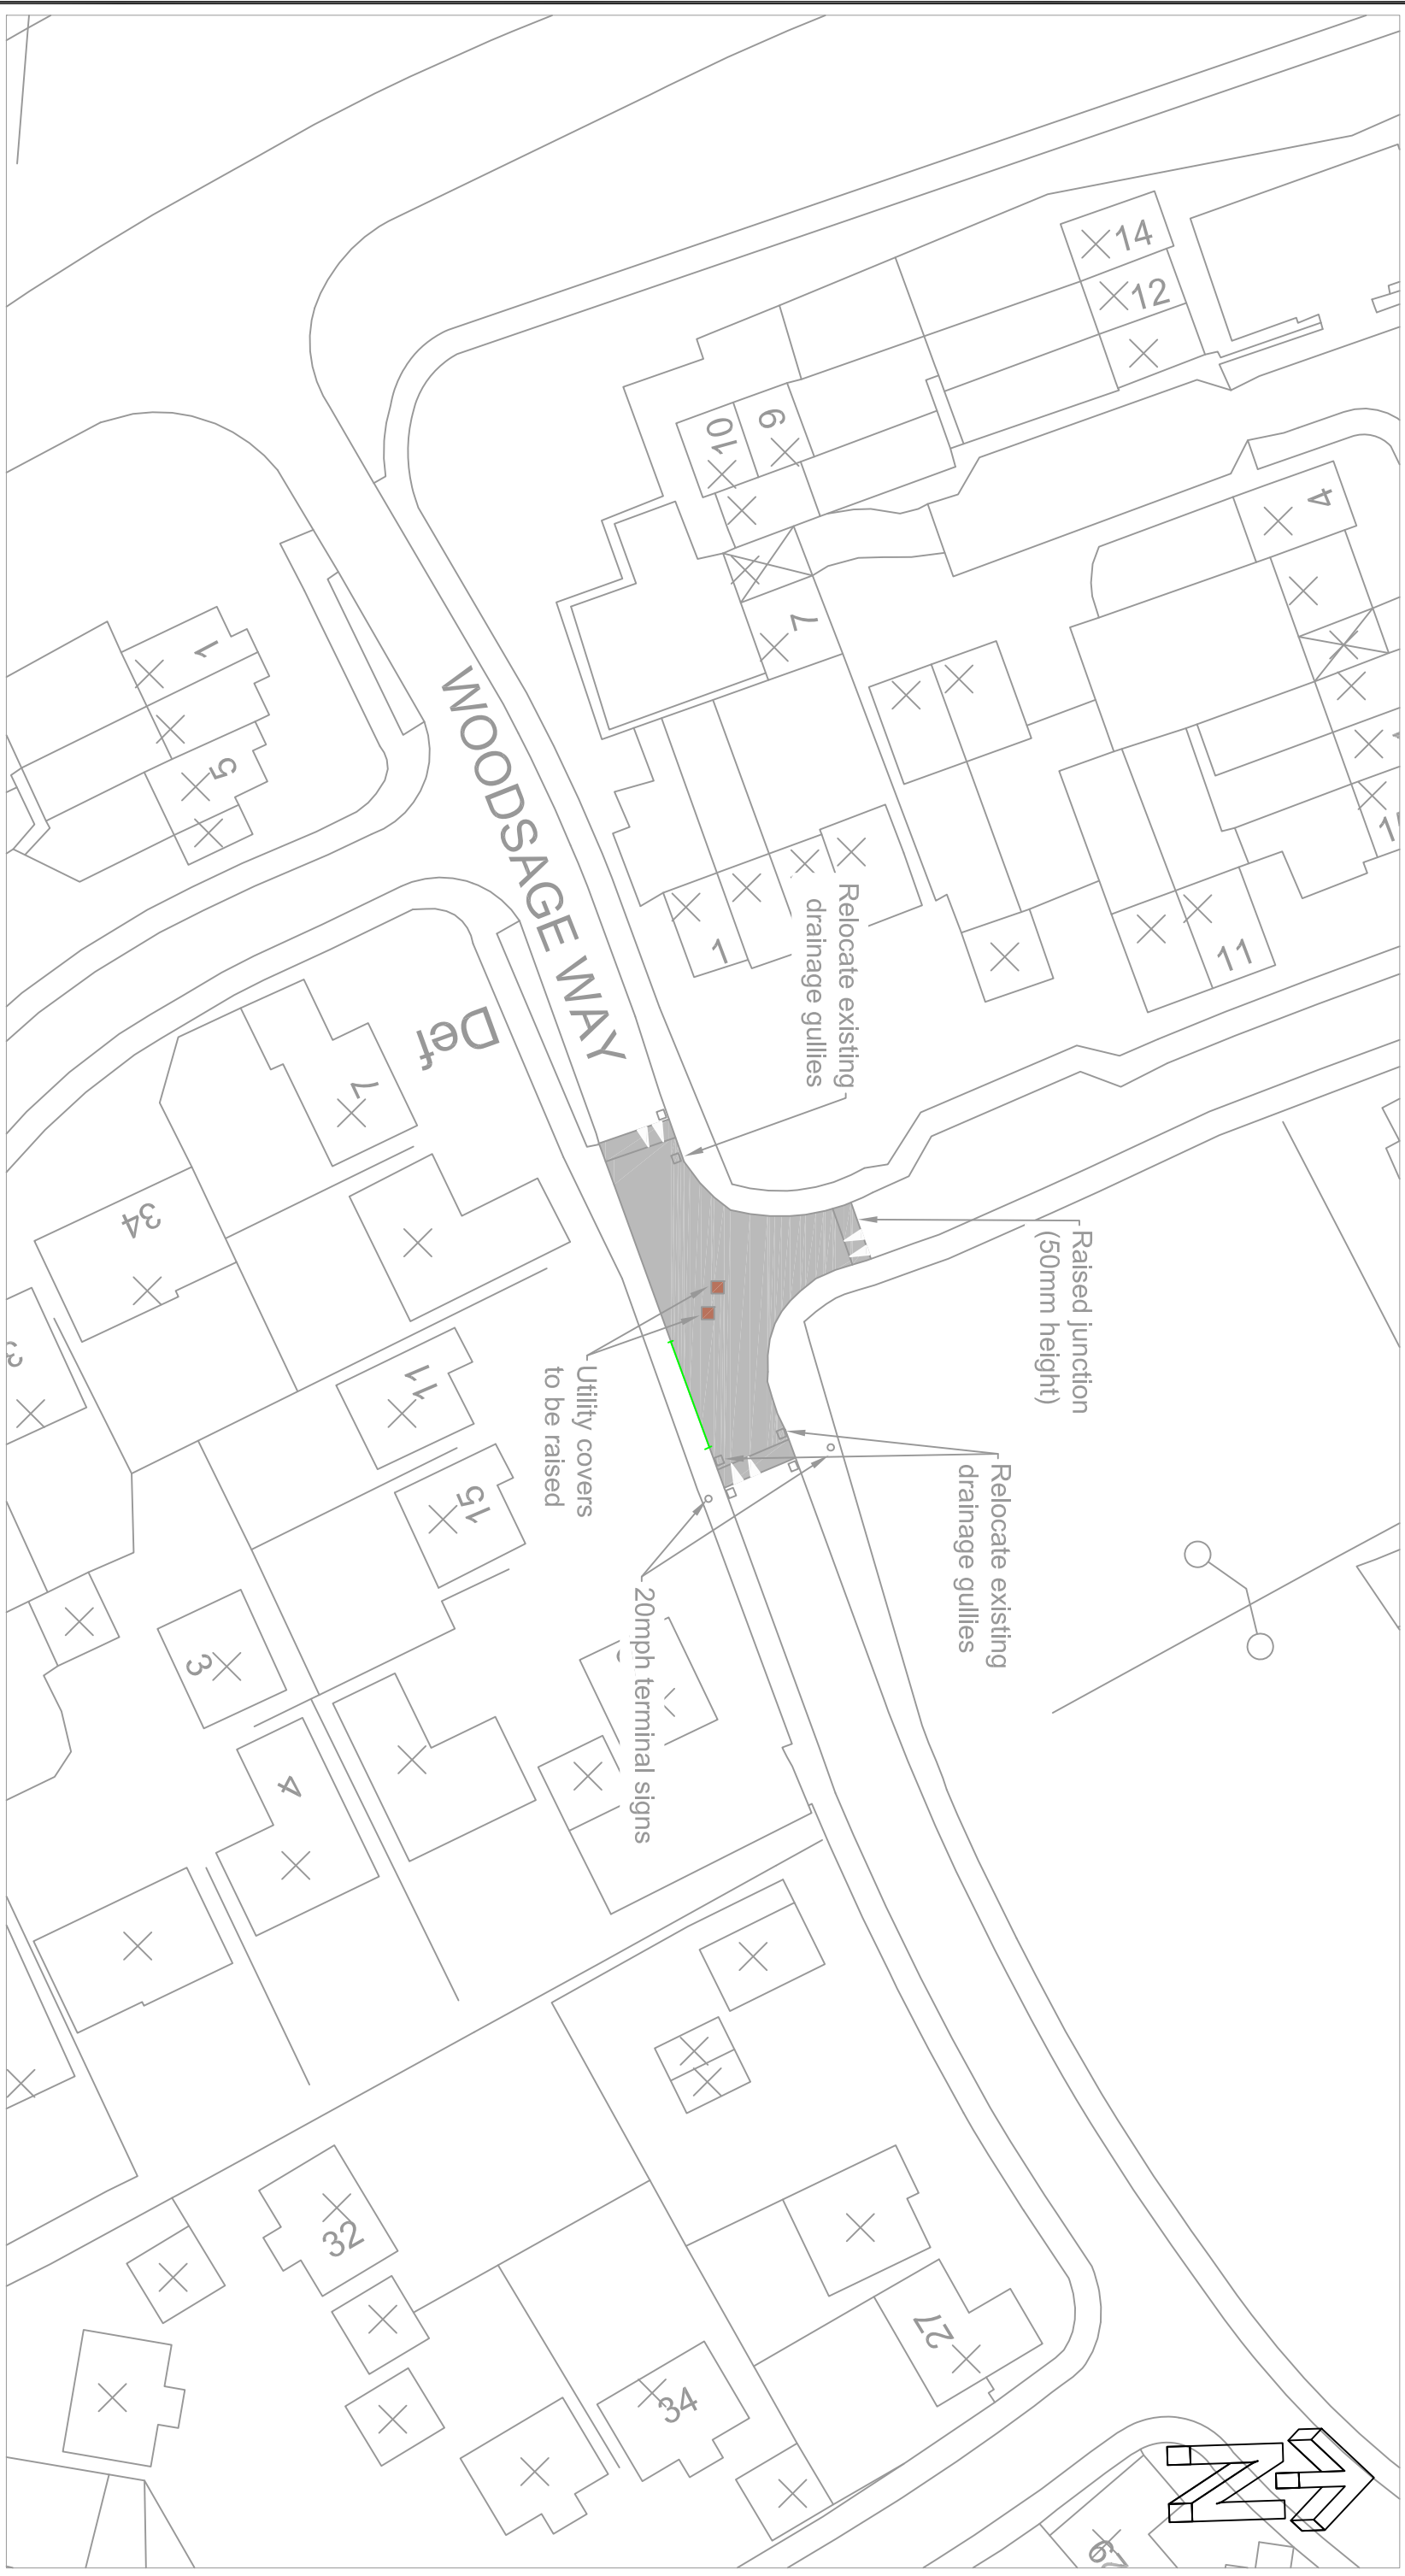 14
12
10
9
4
7
1
5
WOODSAGE WAY
1
11
Relocate existing
drainage gullies
Def
7
34
Raised junction
(50mm height)
3
11
15
Utility covers
to be raised
Relocate existing
drainage gullies
20mph terminal signs
3
4
32
27
34
29
N